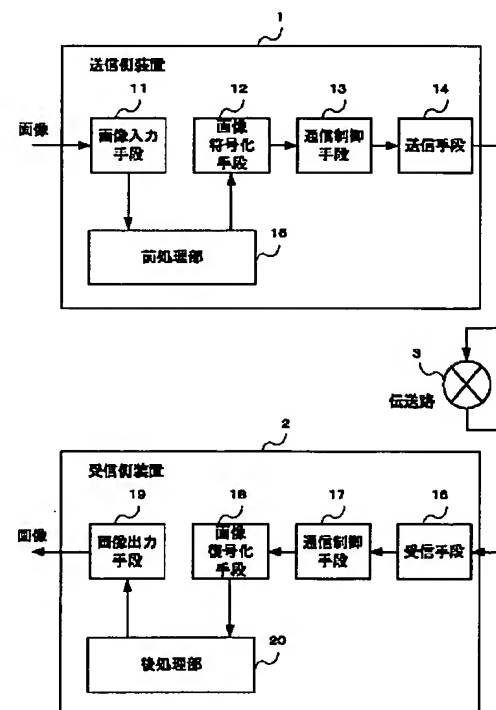 1
送信側装置
11
12
13
14
画像
画像入力
手段
画像
符号化
手段
通信制御
手段
送信手段
15
前処理部
3
伝送路
2
受信側装置
19
18
17
16
画像
画像出力
手段
画像
復号化
手段
通信制御
手段
受信手段
20
後処理部